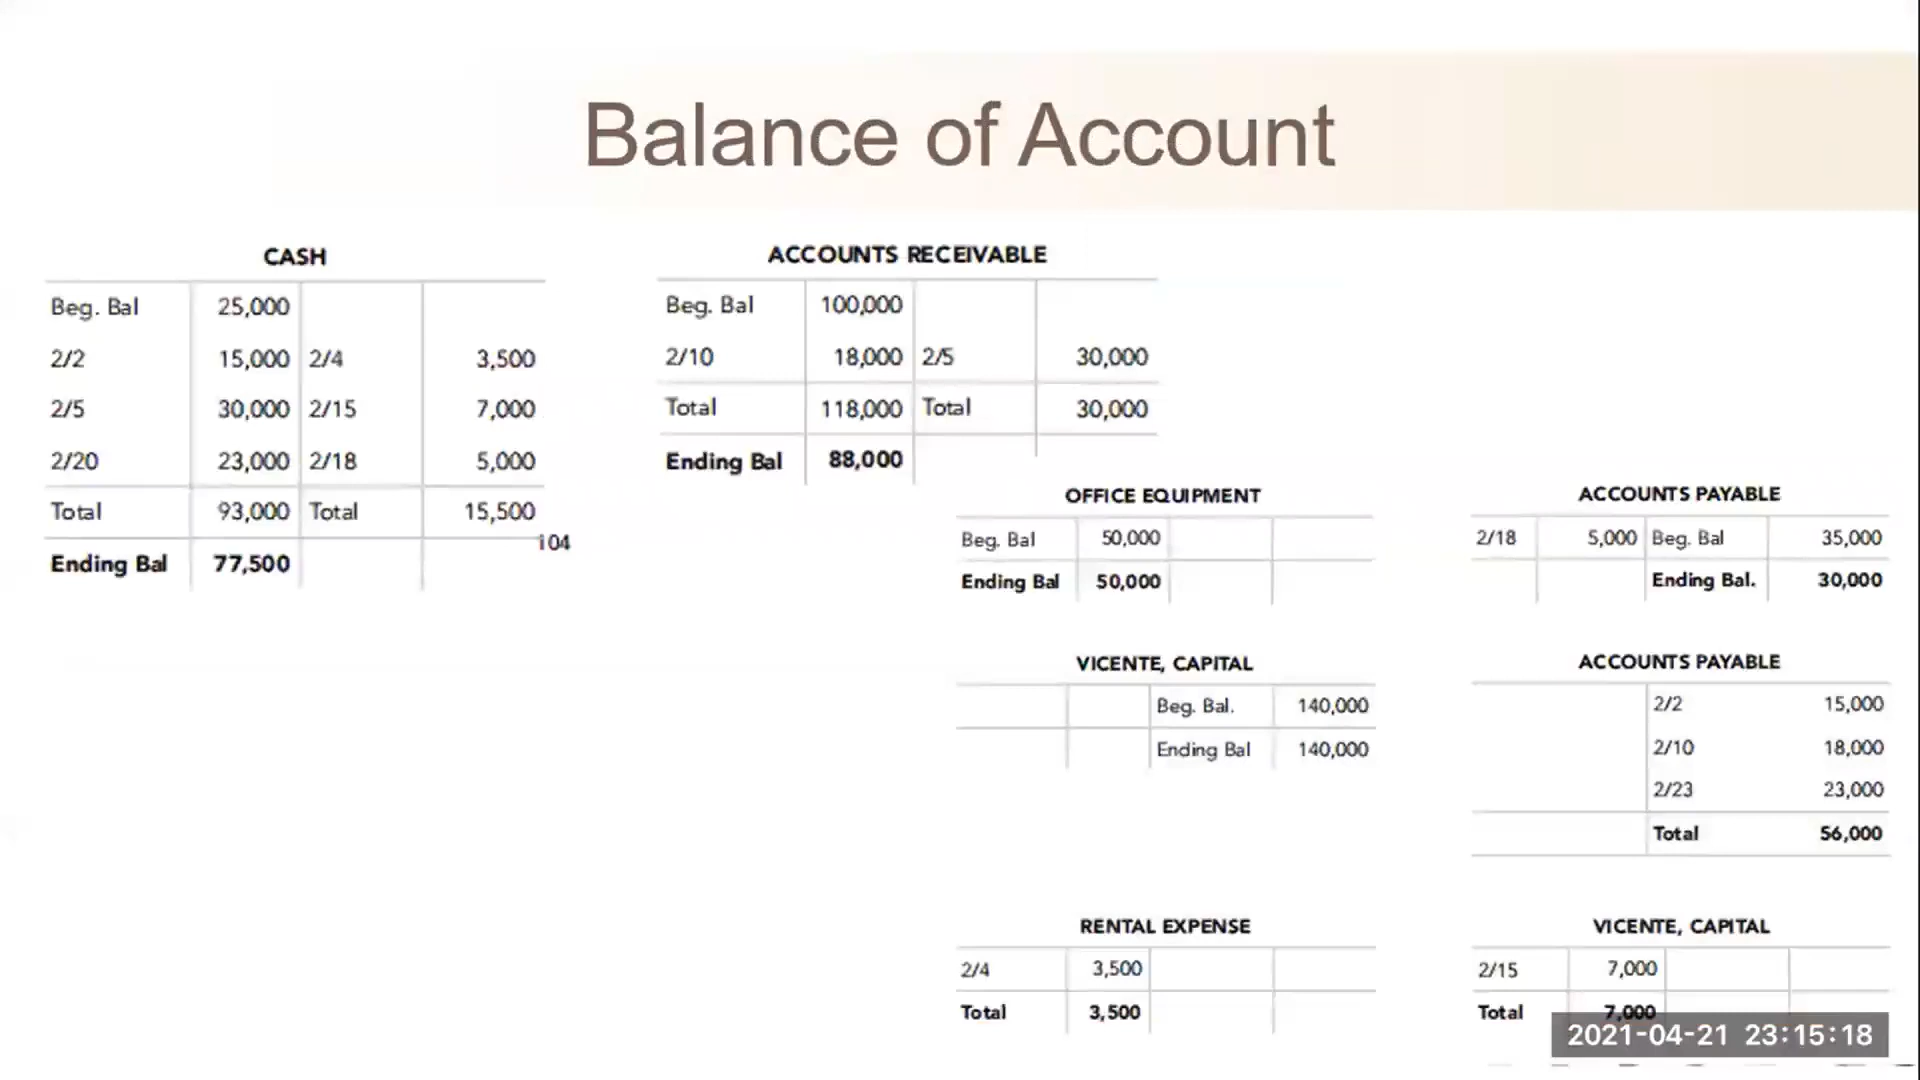 Balance of Account
CASH
Beg. Bal 25,000
2/2 15,000 2/4 3,500
2/5 30,000 2/15 7,000
2/20 23,000 2/18 5,000
Total 93,000 Total 15,500
104
Ending Bal 77,500
ACCOUNTS RECEIVABLE
Beg. Bal 100,000
2/10 18,000 2/5 30,000
Total 118,000 Total 30,000
Ending Bal 88,000
OFFICE EQUIPMENT
Beg. Bal 50,000
Ending Bal 50,000
ACCOUNTS PAYABLE
2/18 5,000 Beg. Bal 35,000
Ending Bal. 30,000
VICENTE, CAPITAL
Beg. Bal. 140,000
Ending Bal 140,000
ACCOUNTS PAYABLE
2/2 15,000
2/10 18,000
2/23 23,000
Total 56,000
RENTAL EXPENSE
2/4 3,500
Total 3,500
VICENTE, CAPITAL
2/15 7,000
Total 7,000
2021-04-21 23:15:18